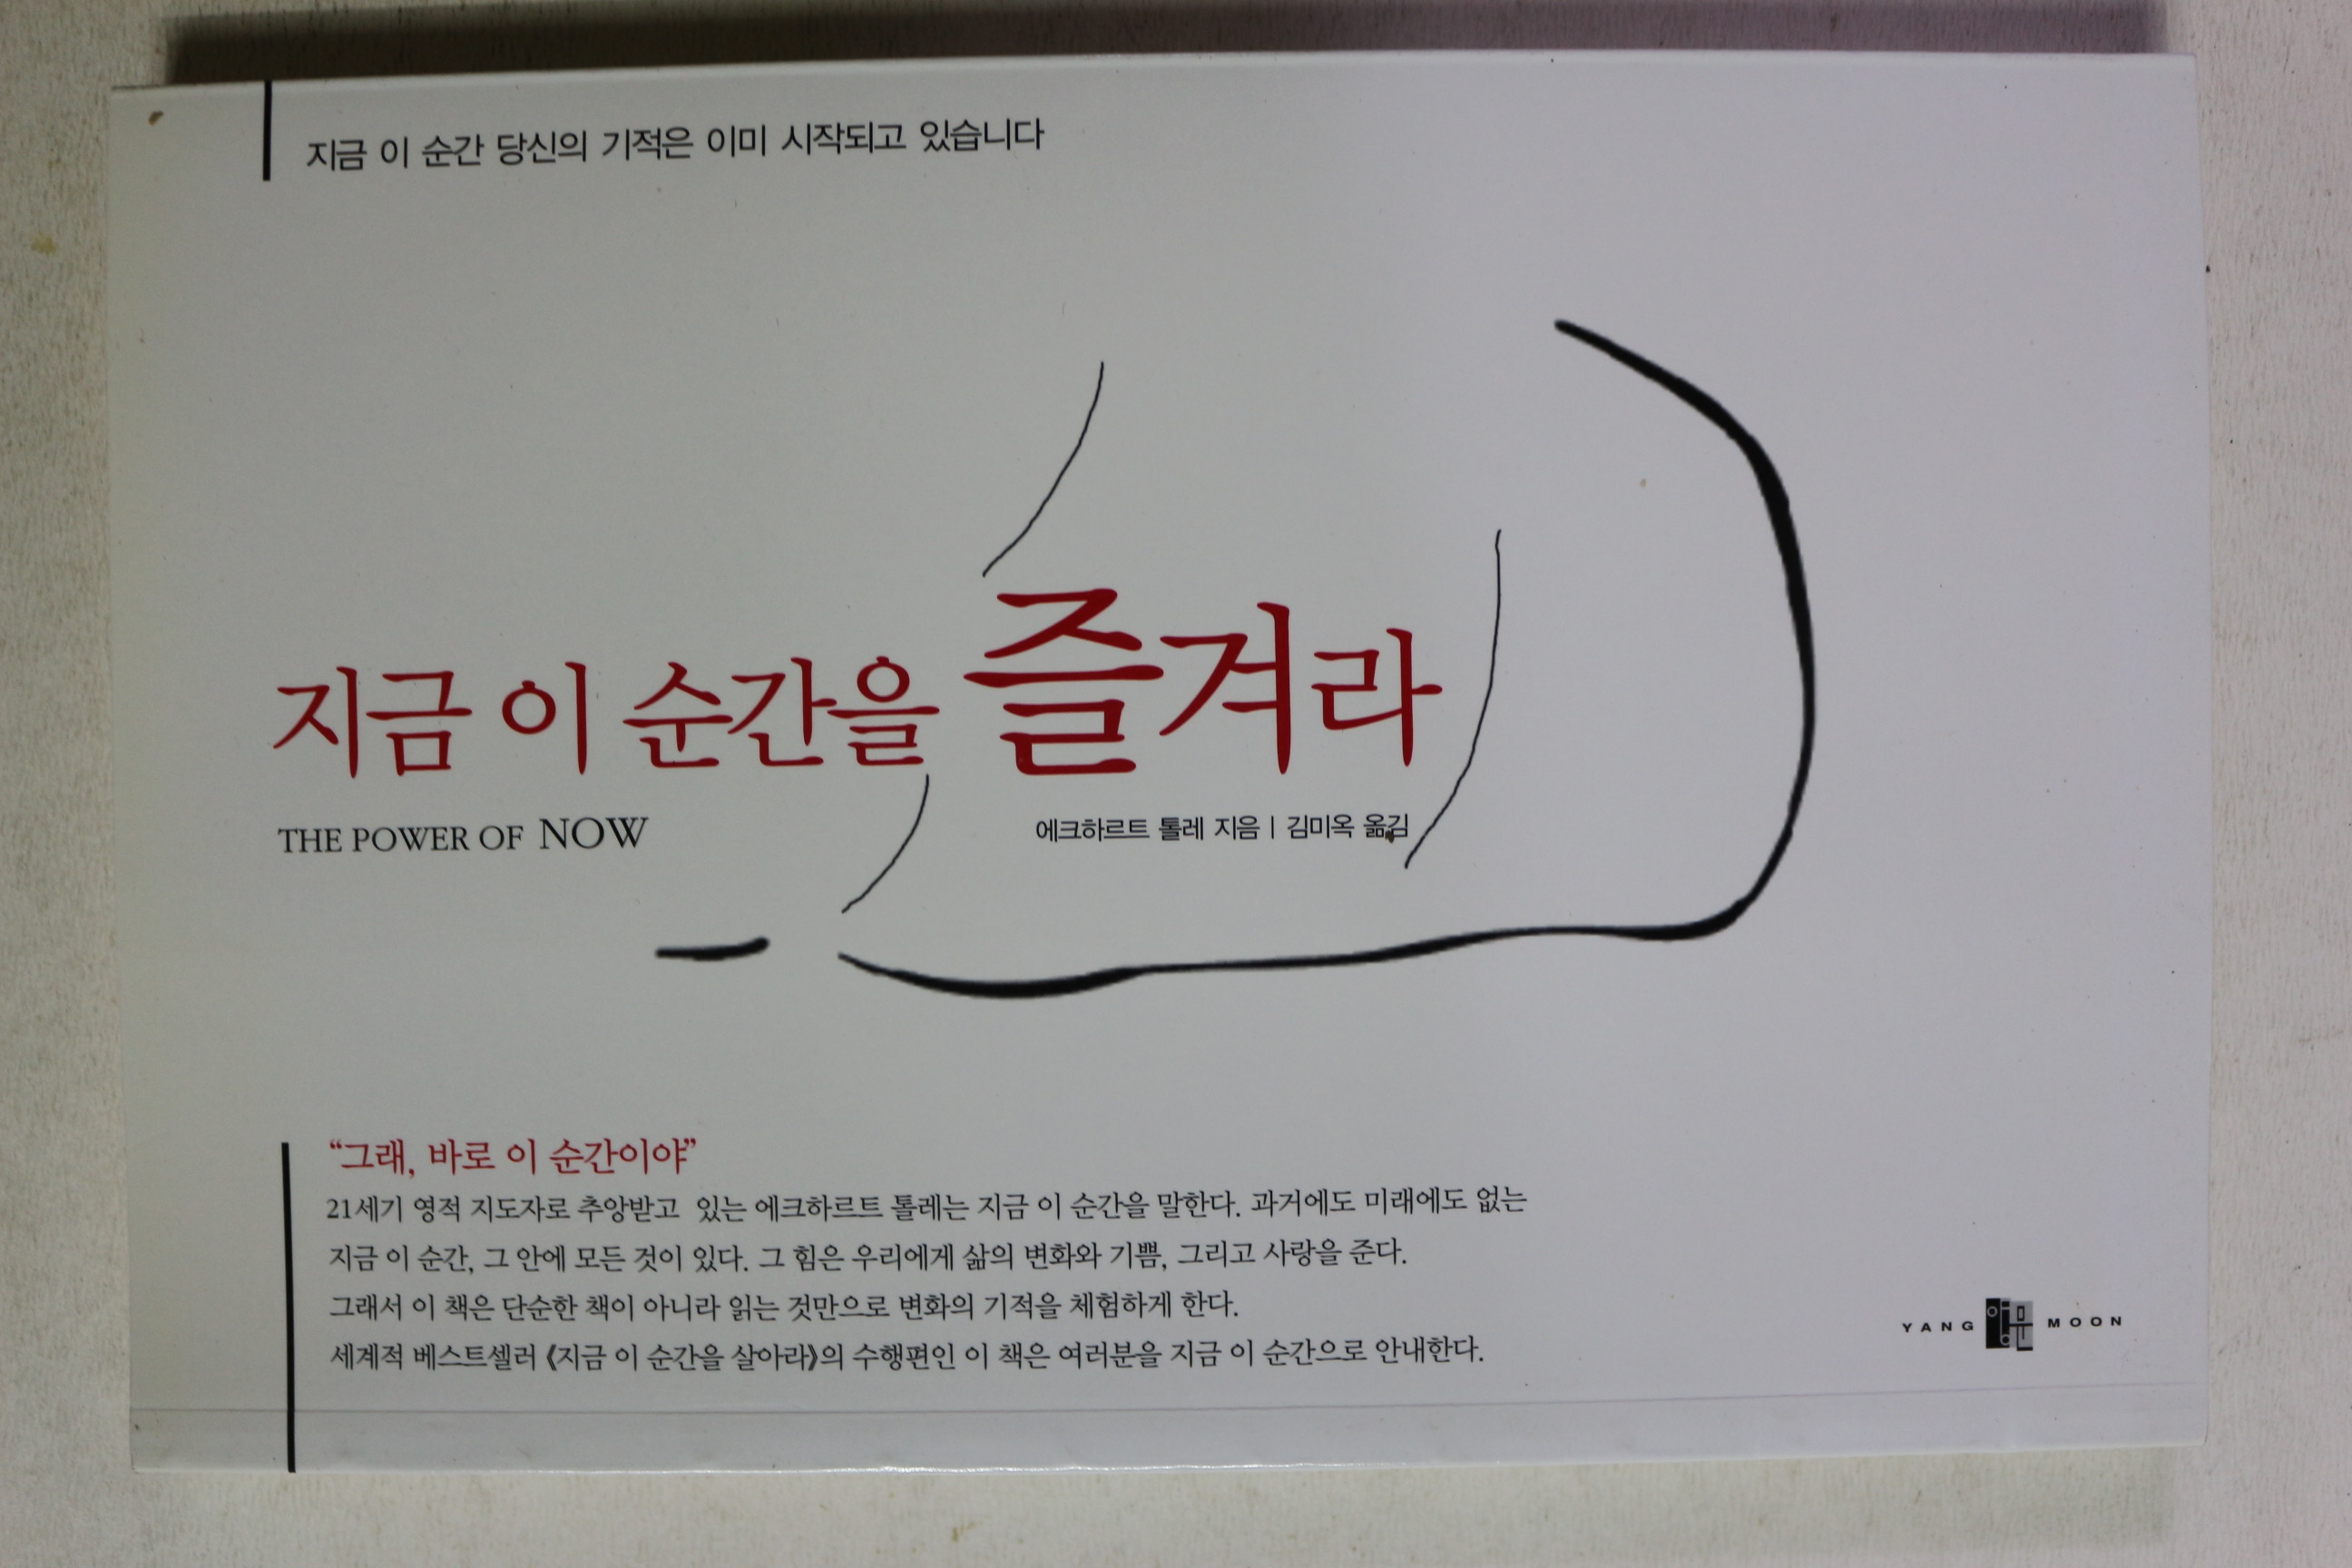 지금 이 순간 당신의 기적은 이미 시작되고 있습니다
지금 이 순간을 즐겨라
THE POWER OF NOW
에크하르트 톨레 지음 | 김미옥 옮김
“그래, 바로 이 순간이야”
21세기 영적 지도자로 추앙받고 있는 에크하르트 톨레는 지금 이 순간을 말한다. 과거에도 미래에도 없는
지금 이 순간, 그 안에 모든 것이 있다. 그 힘은 우리에게 삶의 변화와 기쁨, 그리고 사랑을 준다.
그래서 이 책은 단순한 책이 아니라 읽는 것만으로 변화의 기적을 체험하게 한다.
세계적 베스트셀러 《지금 이 순간을 살아라》의 수행편인 이 책은 여러분을 지금 이 순간으로 안내한다.
YANG 양문 MOON